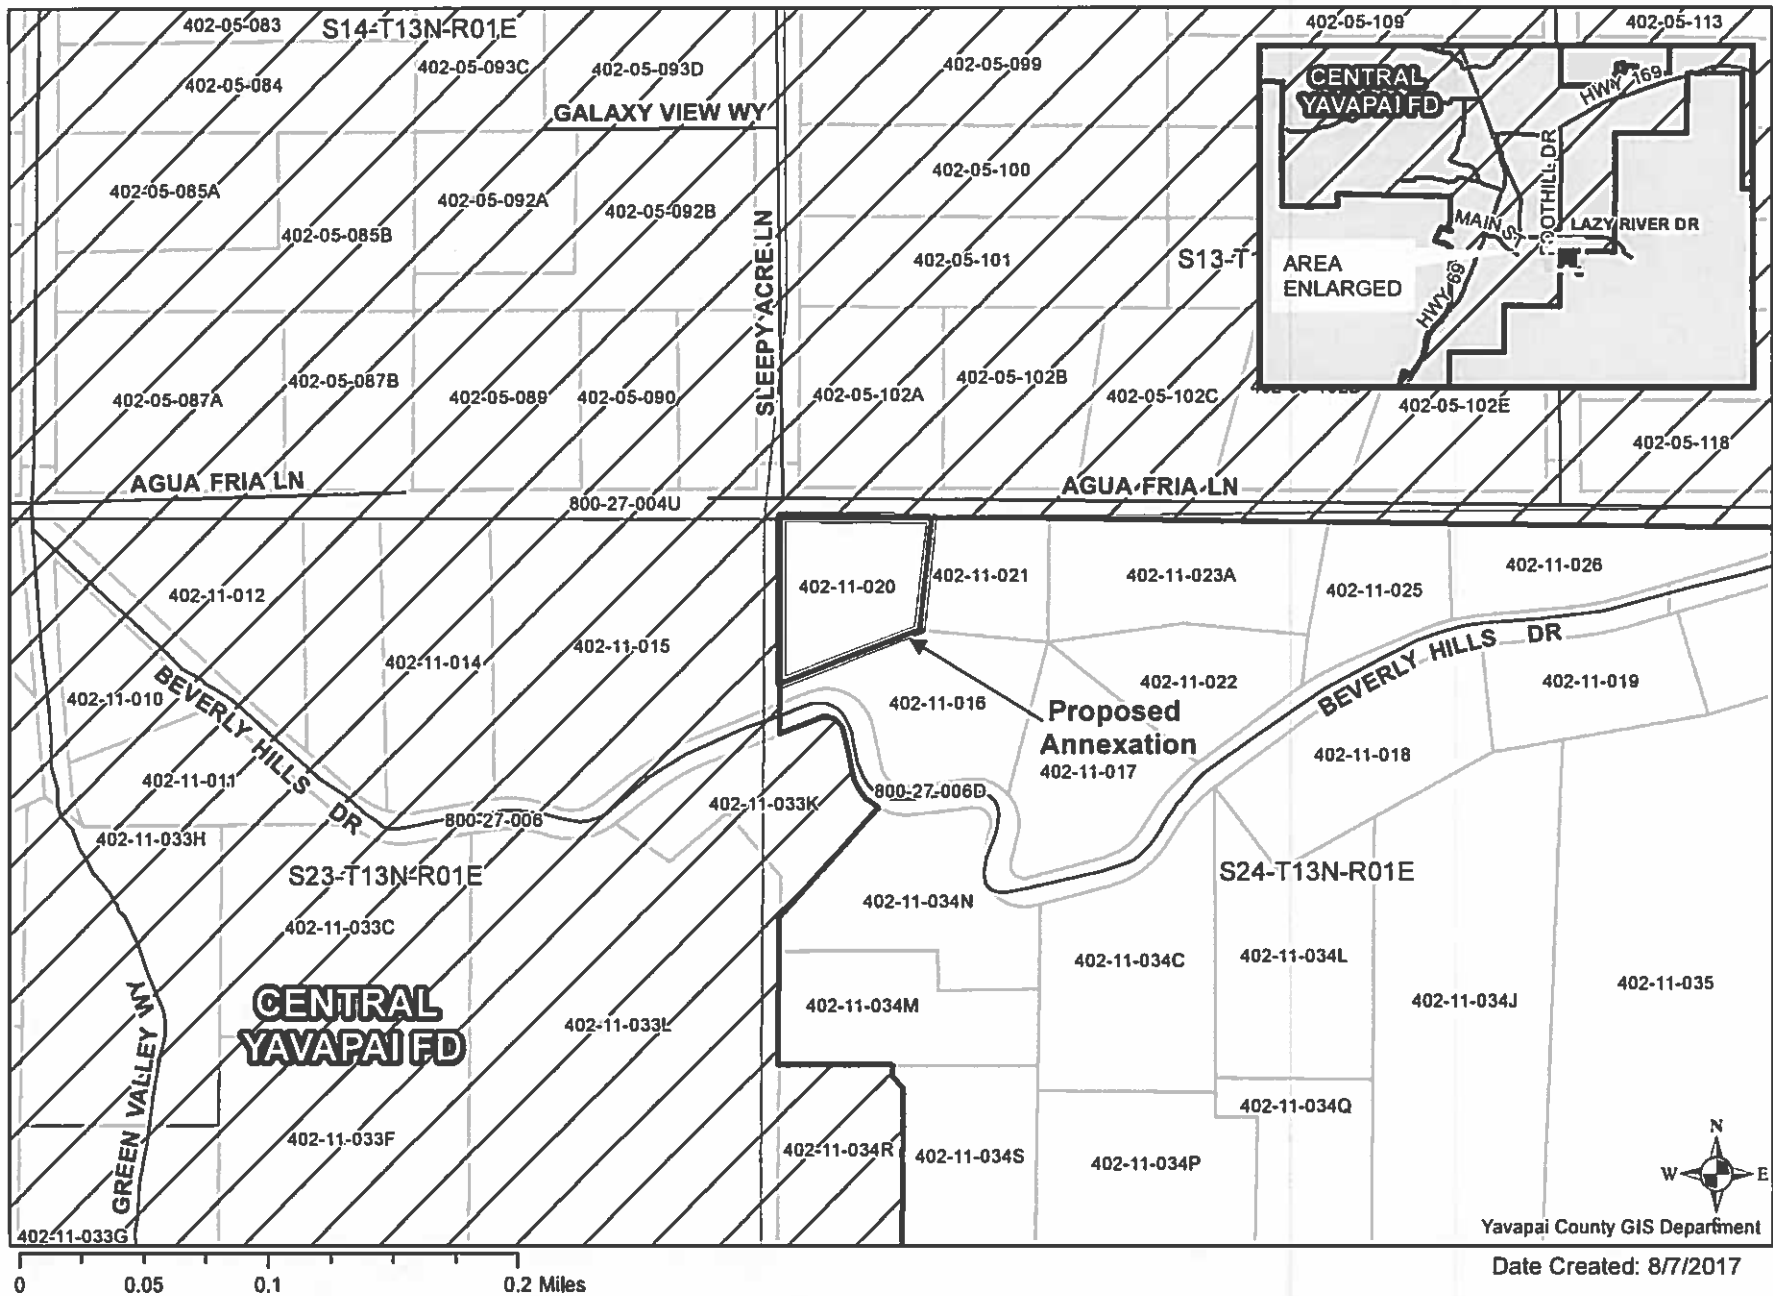 402-05-083
S14-T13N-R01E
402-05-109
402-05-113
402-05-084
402-05-093C
402-05-093D
402-05-099
GALAXY VIEW WY
CENTRAL
YAVAPAI FD
HWY 169
FOOTHILL DR
MAIN ST
LAZY RIVER DR
HWY 69
AREA
ENLARGED
402-05-085A
402-05-092A
402-05-092B
402-05-100
402-05-085B
402-05-101
S13-T
SLEEPY ACRE LN
402-05-087A
402-05-087B
402-05-089
402-05-090
402-05-102A
402-05-102B
402-05-102C
402-05-102E
402-05-118
AGUA FRIA LN
800-27-004U
AGUA FRIA LN
402-11-012
402-11-014
402-11-015
402-11-020
402-11-021
402-11-023A
402-11-025
402-11-026
402-11-010
BEVERLY HILLS DR
402-11-016
402-11-022
BEVERLY HILLS DR
402-11-019
Proposed
Annexation
402-11-017
402-11-018
402-11-011
402-11-033H
800-27-006
402-11-033K
800-27-006D
S23-T13N-R01E
S24-T13N-R01E
402-11-033C
402-11-034N
402-11-034C
402-11-034L
402-11-034J
402-11-035
CENTRAL
YAVAPAI FD
402-11-033L
402-11-034M
GREEN VALLEY WY
402-11-033F
402-11-034R
402-11-034S
402-11-034P
402-11-034Q
402-11-033G
N
W
E
S
Yavapai County GIS Department
0
0.05
0.1
0.2 Miles
Date Created: 8/7/2017